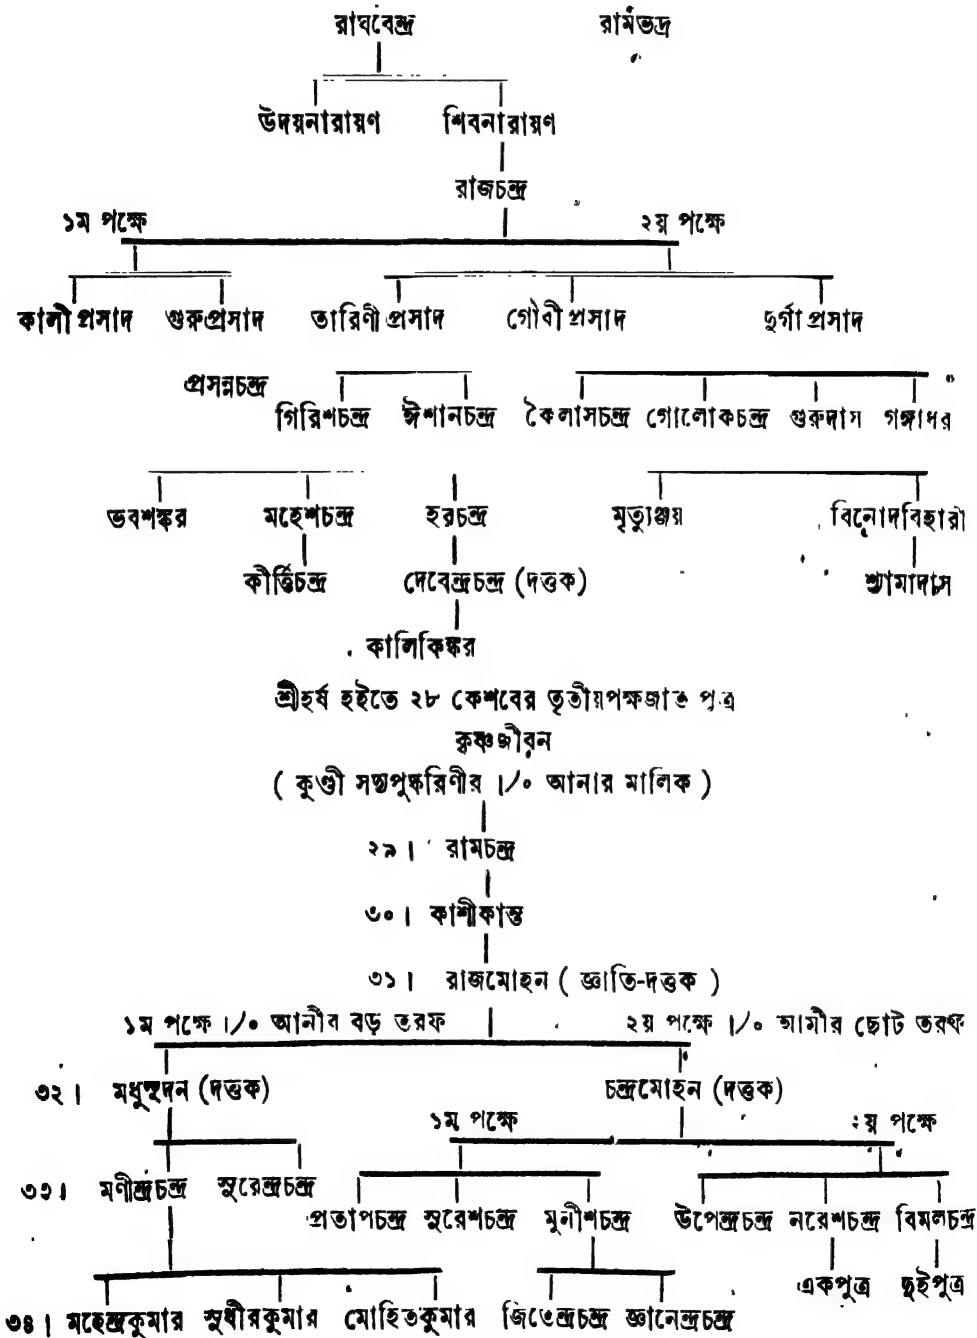 রাঘবেন্দ্র রামভদ্র
উদয়নারায়ণ শিবনারায়ণ
রাজচন্দ্র
১ম পক্ষে ২য় পক্ষে
কালীপ্রসাদ গুরুপ্রসাদ তারিণীপ্রসাদ গৌবীপ্রসাদ দুর্গাপ্রসাদ
প্রসন্নচন্দ্র
গিরিশচন্দ্র ঈশানচন্দ্র কৈলাসচন্দ্র গোলোকচন্দ্র গুরুদাস গঙ্গাধর
ভবশঙ্কর মহেশচন্দ্র হরচন্দ্র মৃত্যুঞ্জয় বিনোদবিহারী
কীর্ত্তিচন্দ্র দেবেন্দ্রচন্দ্র (দত্তক) শ্যামাদাস
কালিকিঙ্কর
শ্রীহর্ষ হইতে ২৮ কেশবের তৃতীয়পক্ষজাত পুত্র
কৃষ্ণজীবন
( কুণ্ডী সদ্যপুষ্করিণীর ।/০ আনার মালিক )
২৯। রামচন্দ্র
৩০। কাশীকান্ত
৩১। রাজমোহন ( জ্ঞাতি-দত্তক )
১ম পক্ষে ।/০ আনীর বড় তরফ ২য় পক্ষে ।/০ আনীর ছোট তরফ
৩২। মধুসূদন (দত্তক) চন্দ্রমোহন (দত্তক)
১ম পক্ষে ২য় পক্ষে
৩৩। মণীন্দ্রচন্দ্র সুরেন্দ্রচন্দ্র
প্রতাপচন্দ্র সুরেশচন্দ্র মুনীশচন্দ্র উপেন্দ্রচন্দ্র নরেশচন্দ্র বিমলচন্দ্র
একপুত্র দুইপুত্র
৩৪। মহেন্দ্রকুমার সুধীরকুমার মোহিতকুমার জিতেন্দ্রচন্দ্র জ্ঞানেন্দ্রচন্দ্র